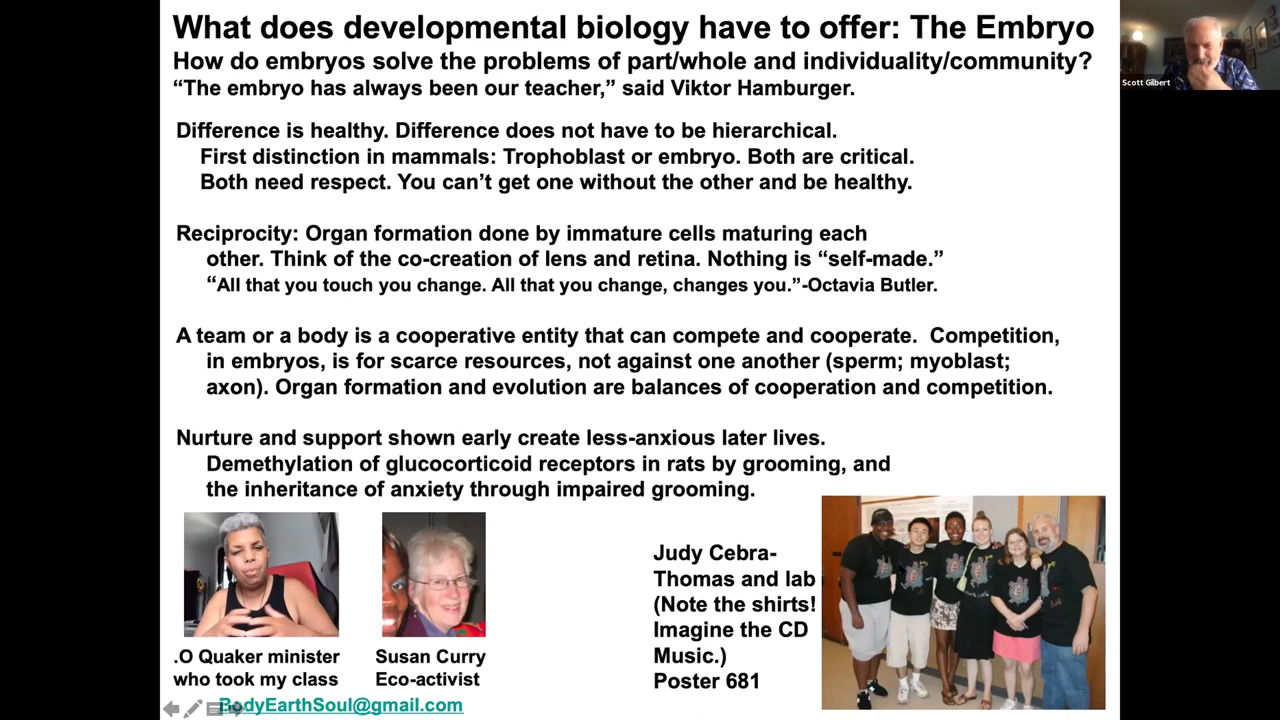 What does developmental biology have to offer: The Embryo
How do embryos solve the problems of part/whole and individuality/community?
“The embryo has always been our teacher,” said Viktor Hamburger.
Difference is healthy. Difference does not have to be hierarchical.
First distinction in mammals: Trophoblast or embryo. Both are critical.
Both need respect. You can’t get one without the other and be healthy.
Reciprocity: Organ formation done by immature cells maturing each
other. Think of the co-creation of lens and retina. Nothing is “self-made.”
“All that you touch you change. All that you change, changes you.”-Octavia Butler.
A team or a body is a cooperative entity that can compete and cooperate. Competition,
in embryos, is for scarce resources, not against one another (sperm; myoblast;
axon). Organ formation and evolution are balances of cooperation and competition.
Nurture and support shown early create less-anxious later lives.
Demethylation of glucocorticoid receptors in rats by grooming, and
the inheritance of anxiety through impaired grooming.
.O Quaker minister
who took my class
Susan Curry
Eco-activist
BodyEarthSoul@gmail.com
Judy Cebra-
Thomas and lab
(Note the shirts!
Imagine the CD
Music.)
Poster 681
Scott Gilbert